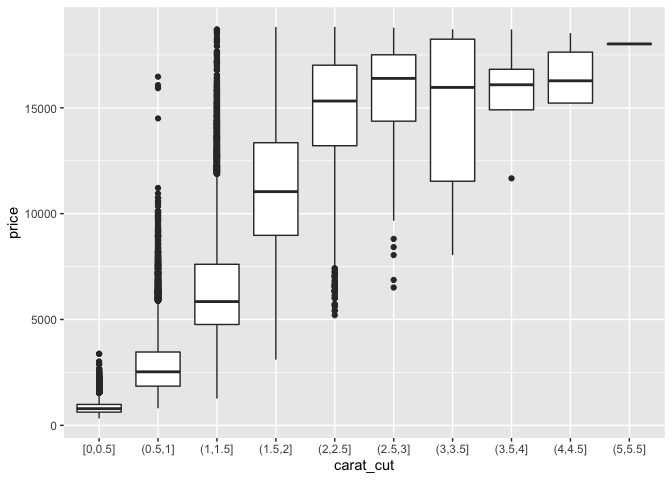 15000
10000
5000
0
price
[0,0.5] (0.5,1] (1,1.5] (1.5,2] (2,2.5] (2.5,3] (3,3.5] (3.5,4] (4,4.5] (5,5.5]
carat_cut